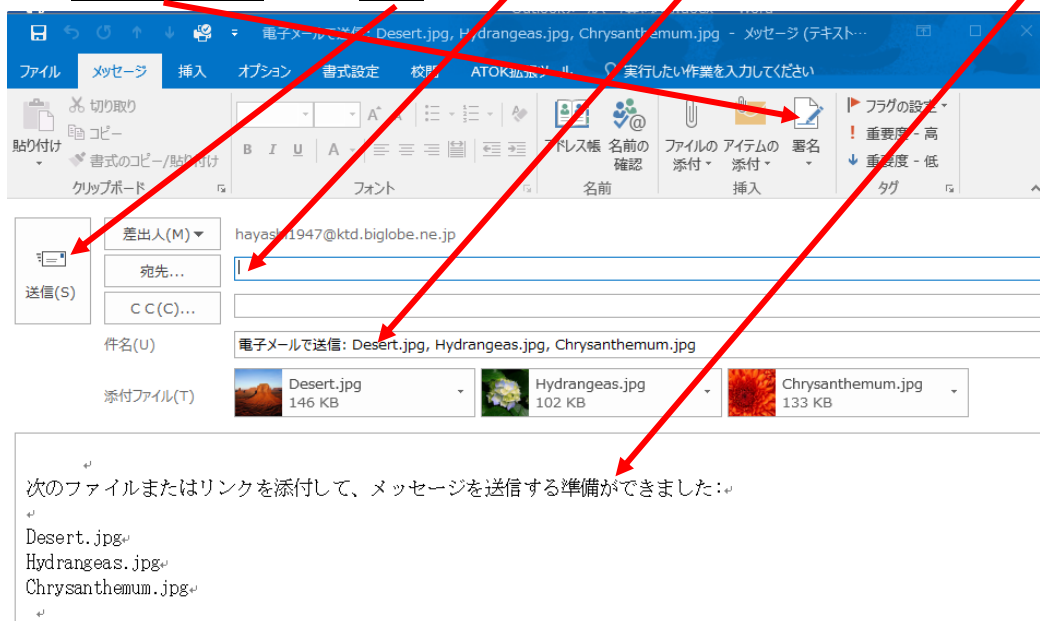 電子メールで送信: Desert.jpg, Hydrangeas.jpg, Chrysanthemum.jpg - メッセージ (テキスト…
ファイル メッセージ 挿入 オプション 書式設定 校閲 ATOK拡張ツール 実行したい作業を入力してください
切り取り
コピー
書式のコピー/貼り付け
貼り付け
クリップボード
B I U A
フォント
アドレス帳 名前の確認
名前
ファイルの添付 アイテムの添付 署名
挿入
フラグの設定
重要度 - 高
重要度 - 低
タグ
送信(S)
差出人(M) hayashi1947@ktd.biglobe.ne.jp
宛先...
C C(C)...
件名(U) 電子メールで送信: Desert.jpg, Hydrangeas.jpg, Chrysanthemum.jpg
添付ファイル(T)
Desert.jpg
146 KB
Hydrangeas.jpg
102 KB
Chrysanthemum.jpg
133 KB
次のファイルまたはリンクを添付して、メッセージを送信する準備ができました:
Desert.jpg
Hydrangeas.jpg
Chrysanthemum.jpg